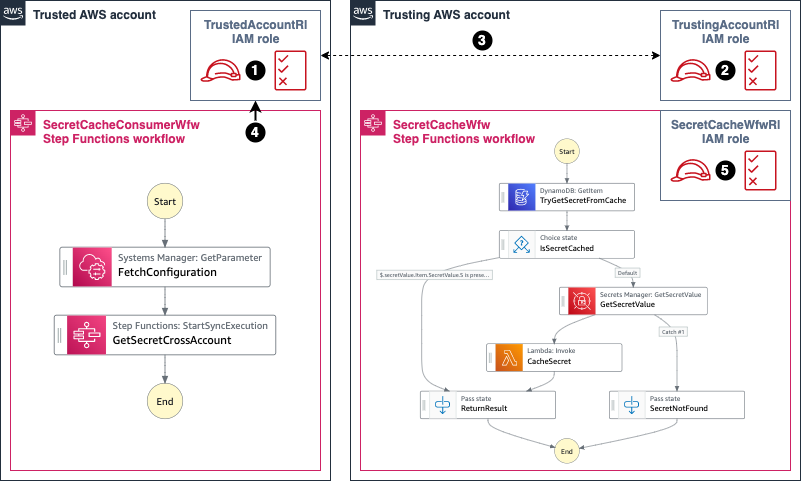 aws
Trusted AWS account
TrustedAccountRl
IAM role
1
SecretCacheConsumerWfw
Step Functions workflow
4
Start
Systems Manager: GetParameter
FetchConfiguration
Step Functions: StartSyncExecution
GetSecretCrossAccount
End
3
aws
Trusting AWS account
TrustingAccountRl
IAM role
2
SecretCacheWfw
Step Functions workflow
SecretCacheWfwRl
IAM role
5
Start
DynamoDB: GetItem
TryGetSecretFromCache
Choice state
IsSecretCached
$.secretValue.Item.SecretValue.S is prese...
Default
Secrets Manager: GetSecretValue
GetSecretValue
Catch #1
Lambda: Invoke
CacheSecret
Pass state
ReturnResult
Pass state
SecretNotFound
End